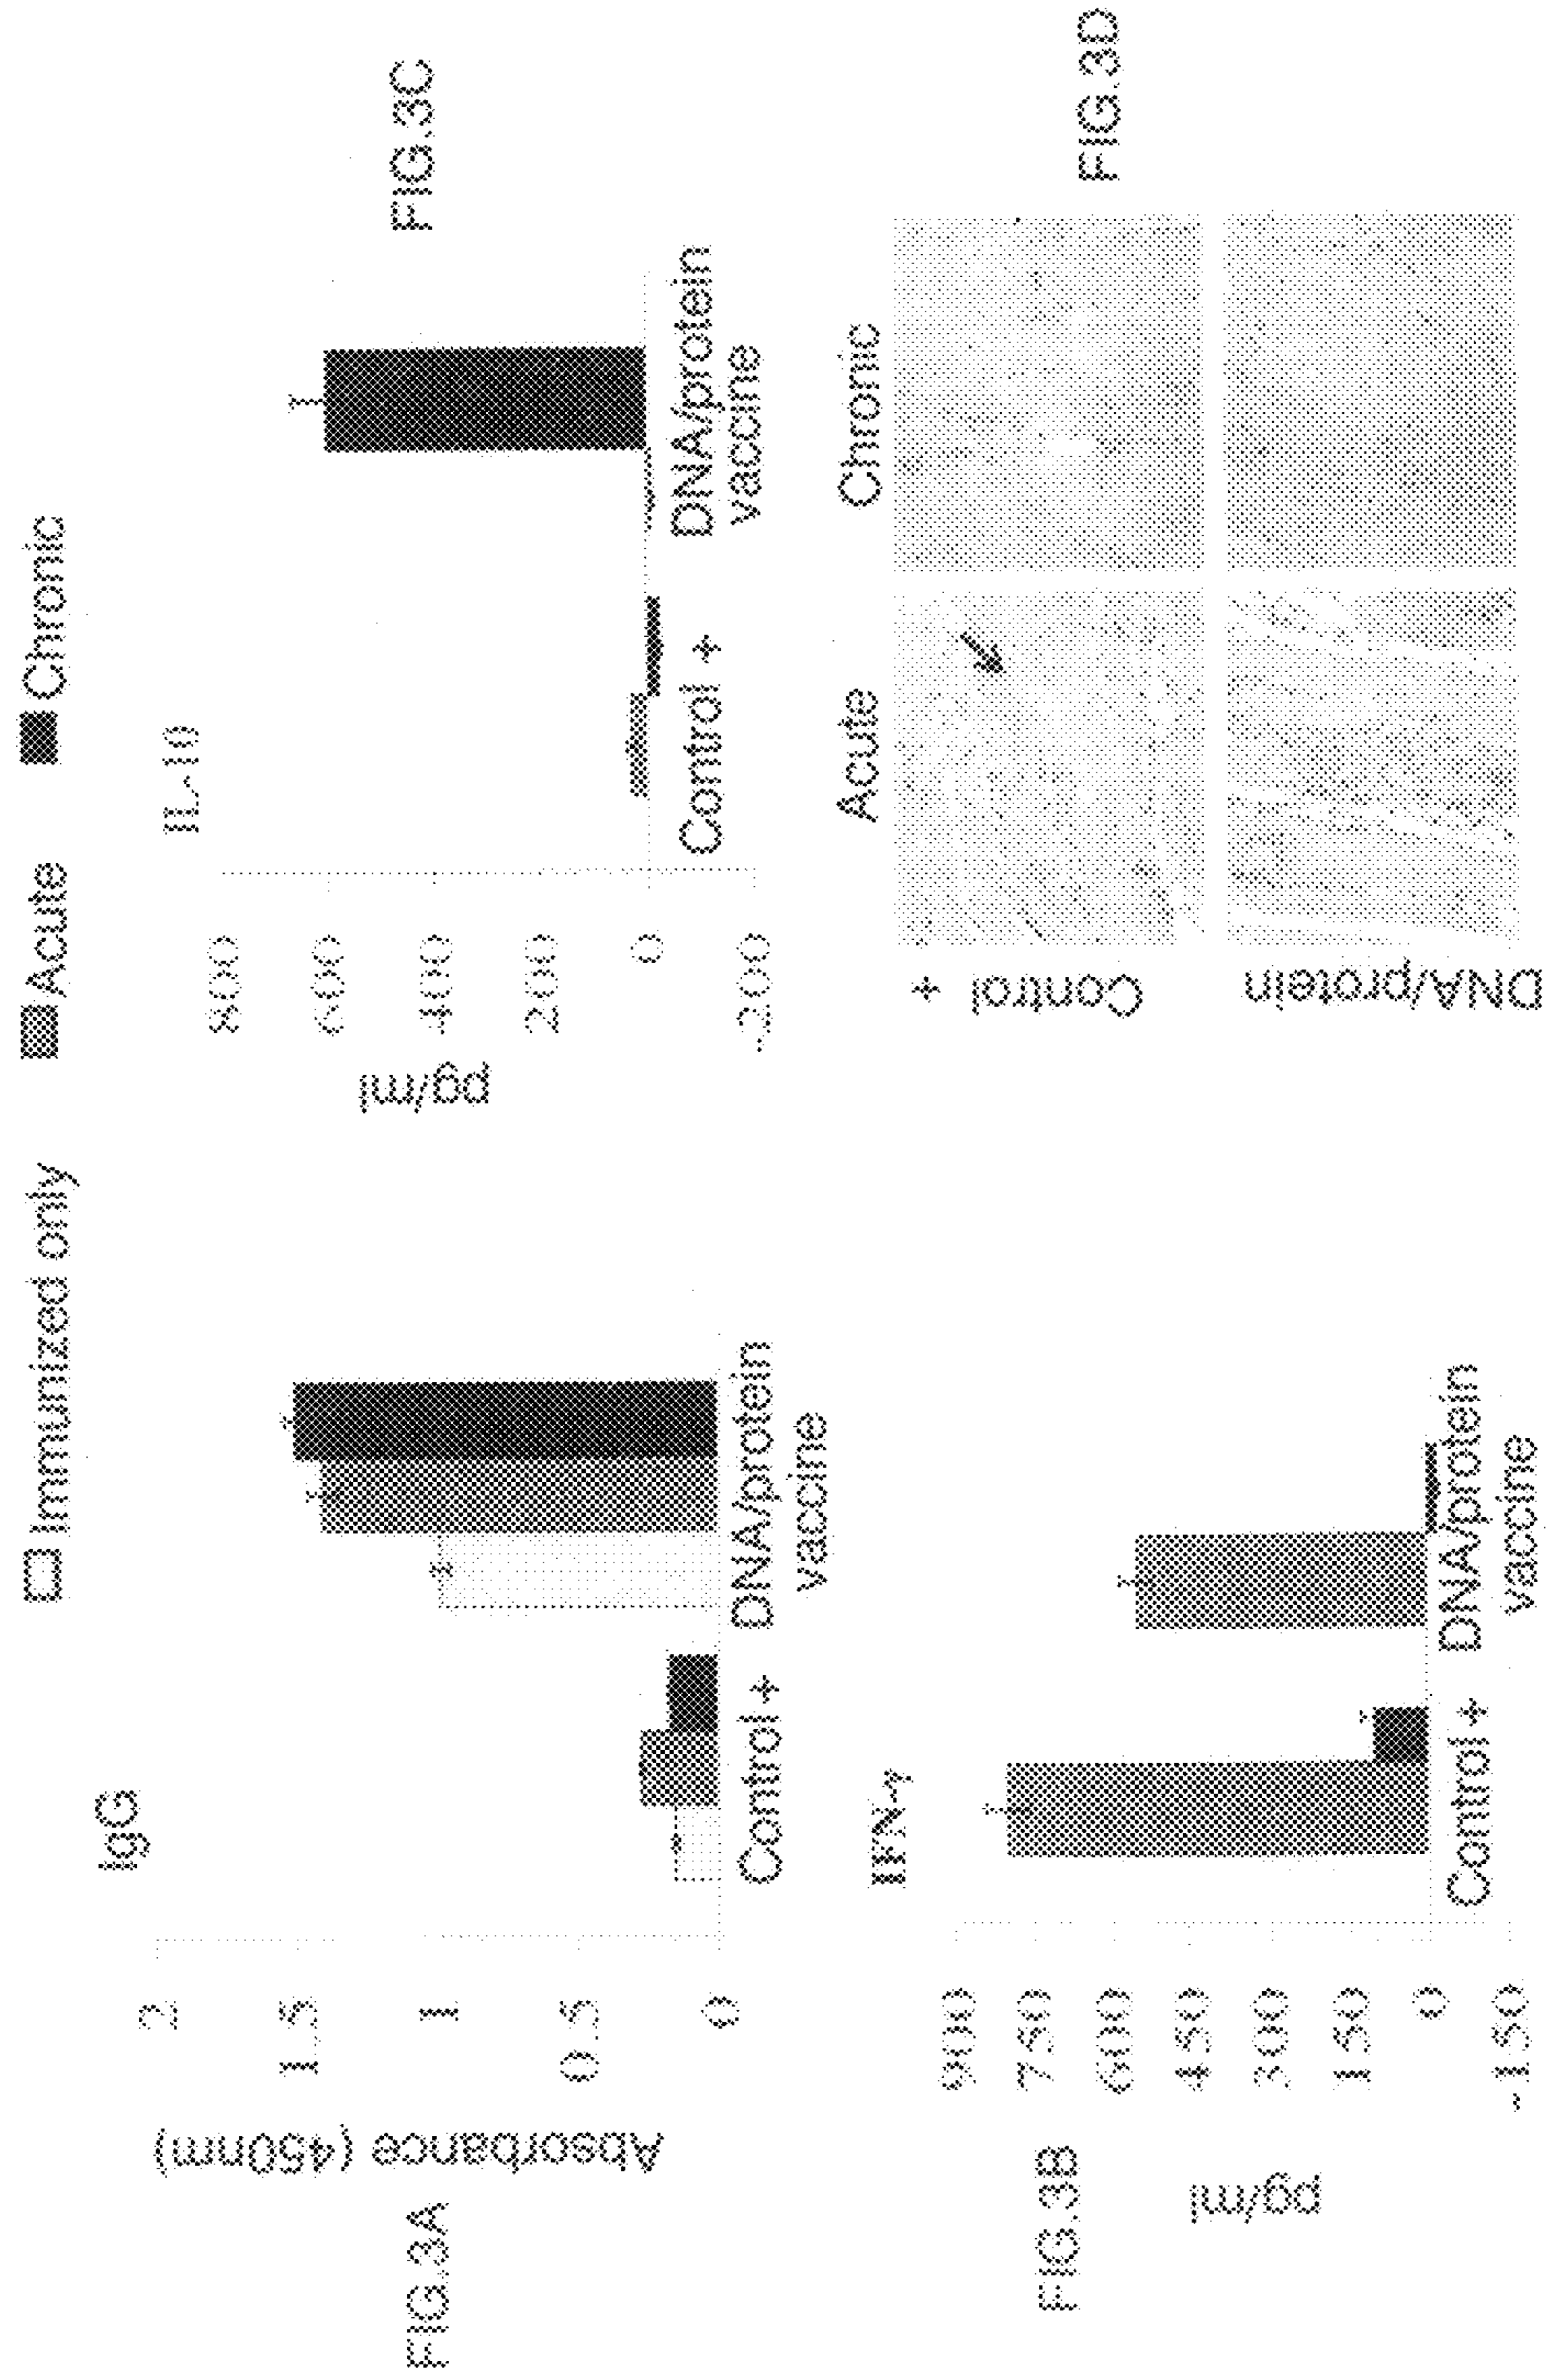 Immunized only
Acute
Chronic
FIG.3A
IgG
Absorbance (450nm)
2
1.5
1
0.5
0
Control +
DNA/protein
vaccine
FIG.3C
IL-10
pg/ml
800
600
400
200
0
-200
Control +
DNA/protein
vaccine
FIG.3B
IFN-γ
pg/ml
900
750
600
450
300
150
0
-150
Control +
DNA/protein
vaccine
FIG.3D
Acute
Chronic
Control +
DNA/protein